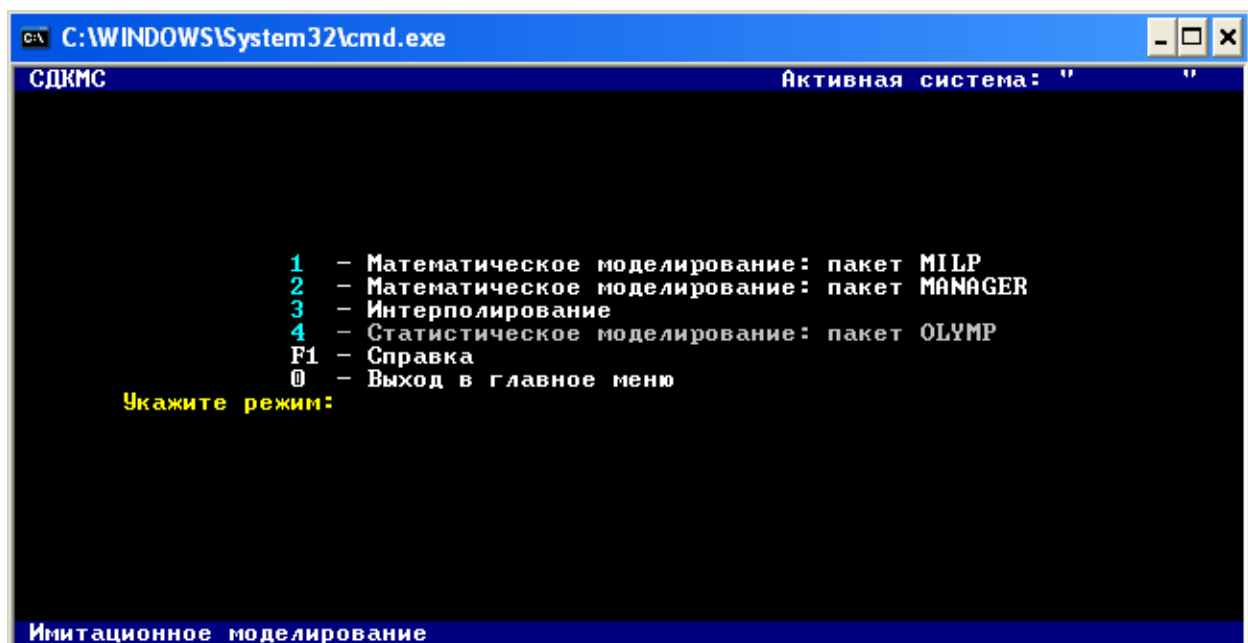 C:\WINDOWS\System32\cmd.exe
СДКМС Активная система: " "
1 - Математическое моделирование: пакет MILP
2 - Математическое моделирование: пакет MANAGER
3 - Интерполирование
4 - Статистическое моделирование: пакет OLYMP
F1 - Справка
0 - Выход в главное меню
Укажите режим:
Имитационное моделирование